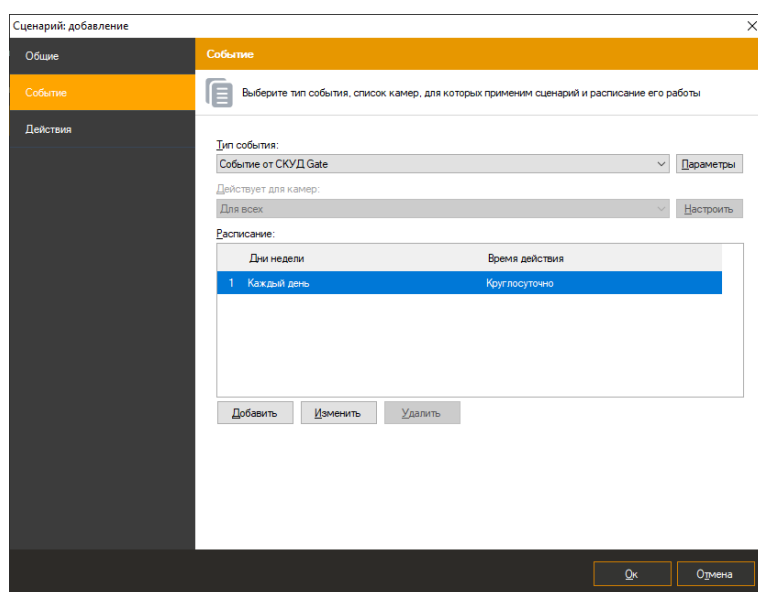 Сценарий: добавление
Общие
Событие
Действия
Событие
Выберите тип события, список камер, для которых применим сценарий и расписание его работы
Тип события:
Событие от СКУД Gate
Параметры
Действует для камер:
Для всех
Настроить
Расписание:
Дни недели Время действия
1 Каждый день Круглосуточно
Добавить Изменить Удалить
Ок Отмена